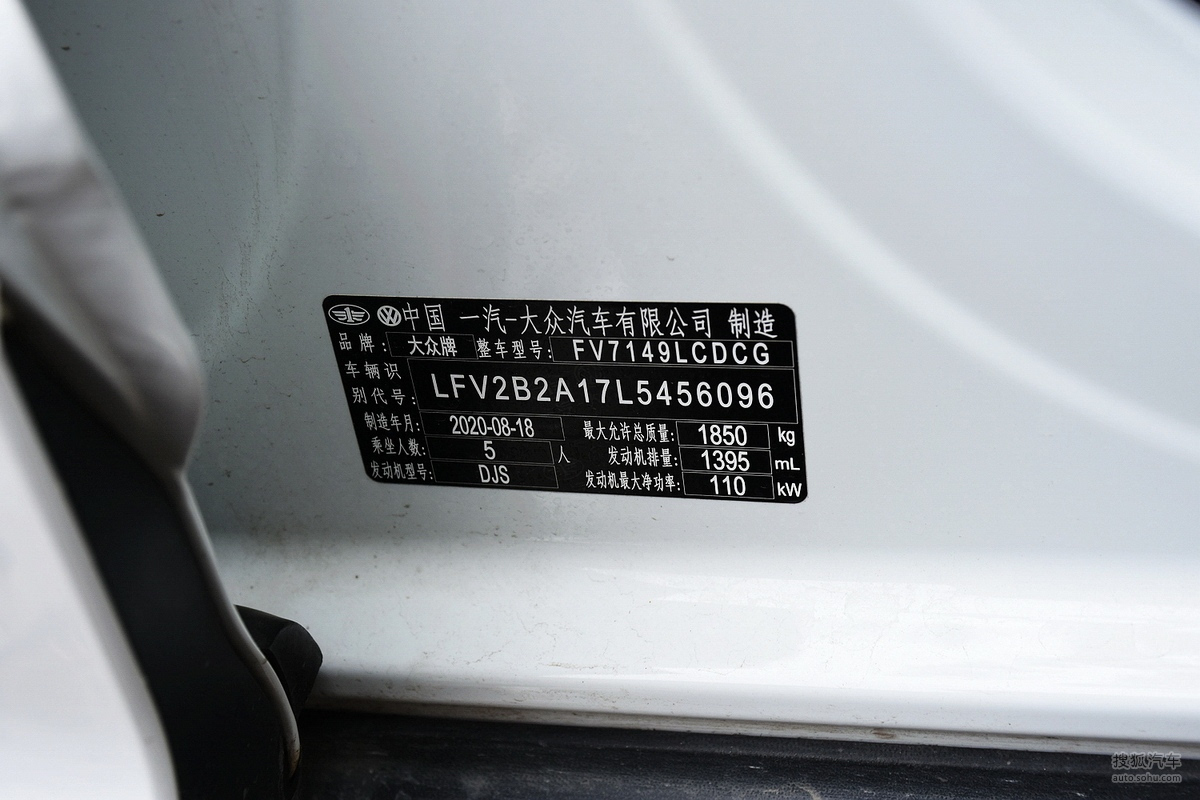 中国 一汽-大众汽车有限公司 制造
品牌: 大众牌 整车型号: FV7149LCDCG
车辆识别代号: LFV2B2A17L5456096
制造年月: 2020-08-18 最大允许总质量: 1850 kg
乘坐人数: 5 人 发动机排量: 1395 mL
发动机型号: DJS 发动机最大净功率: 110 kW
搜狐汽车
auto.sohu.com